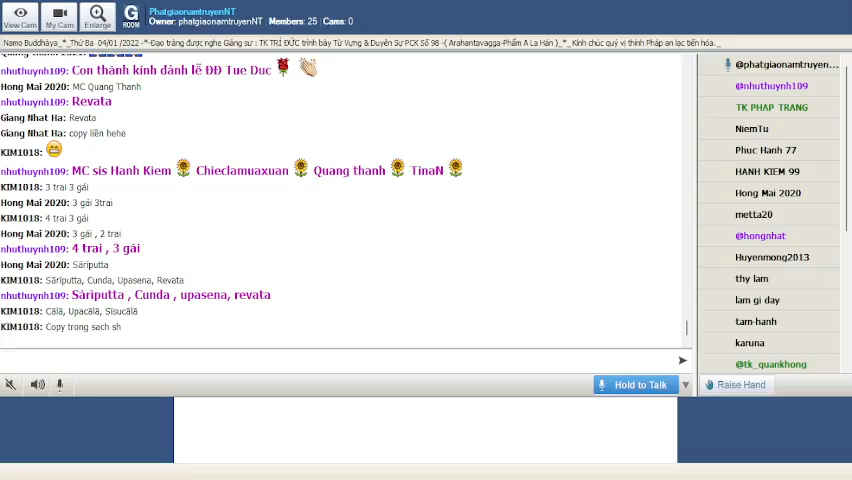 View Cam
My Cam
Enlarge
G
ROOM
PhatgiaonamtruyenNT
Owner: phatgiaonamtruyenNT Members: 25 Cams: 0
Namo Buddhàya _*_Thứ Ba 04/01 /2022 -*-Đạo tràng được nghe Giảng sư : TK TRÍ ĐỨC trình bày Từ Vựng & Duyên Sự PCK Số 98 -( Arahantavagga-Phẩm A La Hán )_*_ Kính chúc quý vị thính Pháp an lạc tiến hóa. _
nhuthuynh109: Con thành kính đảnh lễ ĐĐ Tue Duc
Hong Mai 2020: MC Quang Thanh
nhuthuynh109: Revata
Giang Nhat Ha: Revata
Giang Nhat Ha: copy liền hehe
KIM1018:
nhuthuynh109: MC sis Hanh Kiem Chieclamuaxuan Quang thanh TinaN
KIM1018: 3 trai 3 gái
Hong Mai 2020: 3 gái 3trai
KIM1018: 4 trai 3 gái
Hong Mai 2020: 3 gái , 2 trai
nhuthuynh109: 4 trai , 3 gái
Hong Mai 2020: Sāriputta
KIM1018: Sāriputta, Cunda, Upasena, Revata
nhuthuynh109: Sàrìputta , Cunda , upasena, revata
KIM1018: Cālā, Upacālā, Sīsucālā
KIM1018: Copy trong sach sh
Hold to Talk
@phatgiaonamtruyen...
@nhuthuynh109
TK PHAP TRANG
NiemTu
Phuc Hanh 77
HANH KIEM 99
Hong Mai 2020
metta20
@hongnhat
Huyenmong2013
thy lam
lam gi day
tam-hanh
karuna
@tk_quankhong
Raise Hand